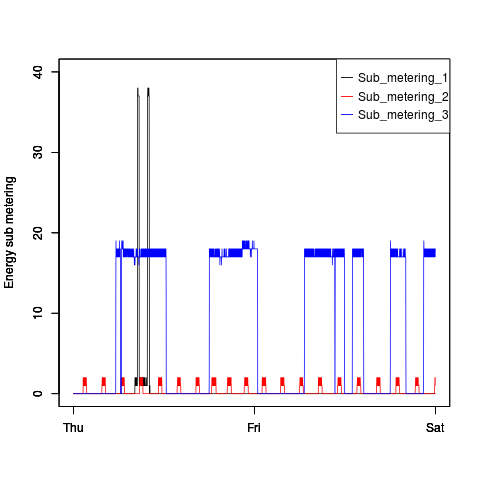 Sub_metering_1
Sub_metering_2
Sub_metering_3
Energy sub metering
40
30
20
10
0
Thu Fri Sat